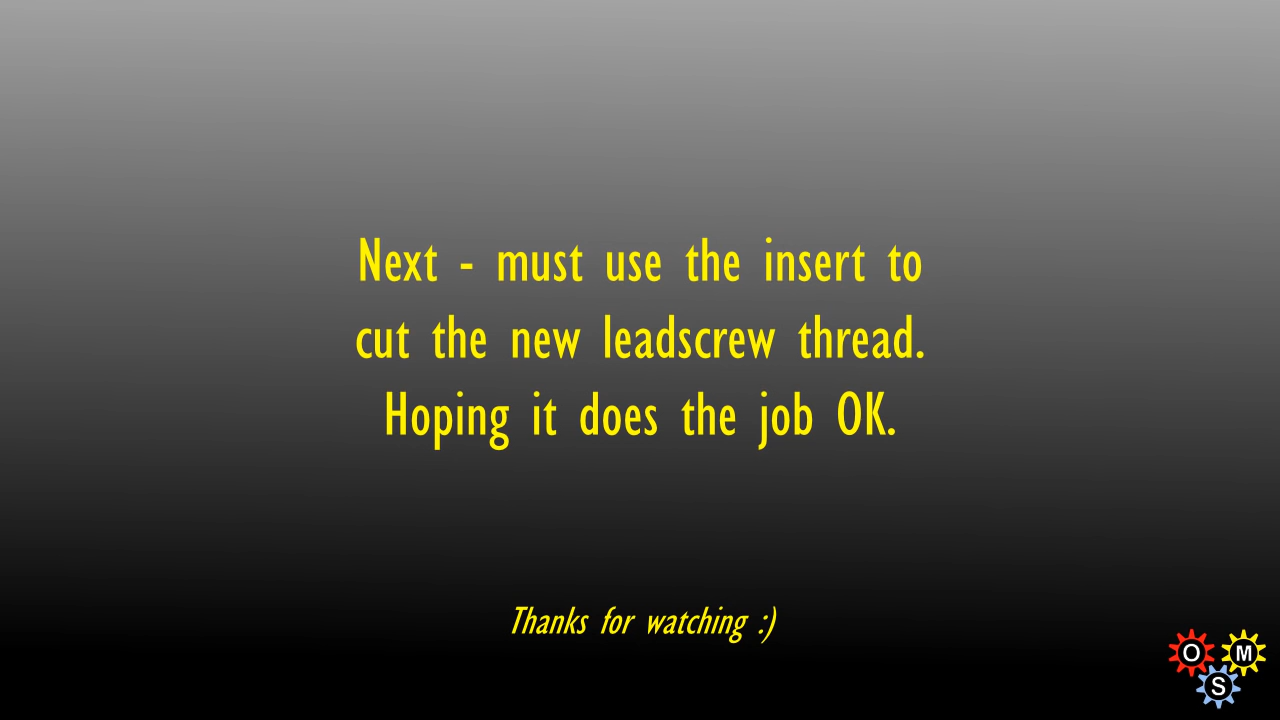 Next - must use the insert to
cut the new leadscrew thread.
Hoping it does the job OK.
Thanks for watching :)
O M
S